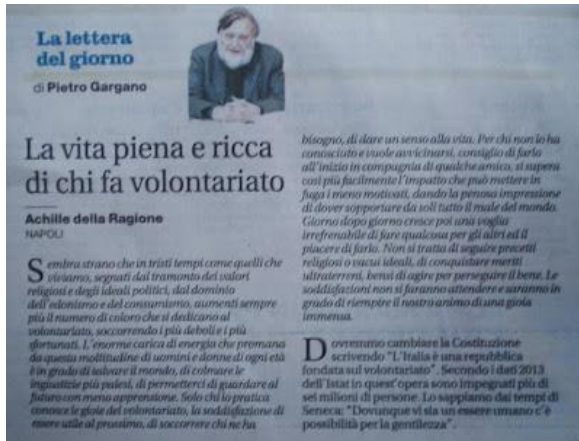 La lettera
del giorno
di Pietro Gargano
La vita piena e ricca
di chi fa volontariato
Achille della Ragione
NAPOLI
Sembra strano che in tristi tempi come quelli che
viviamo, segnati dal tramonto dei valori
religiosi e degli ideali politici, dal dominio
dell'edonismo e del consumismo, aumenti sempre
più il numero di coloro che si dedicano al
volontariato, soccorrendo i più deboli e i più
sfortunati. L'enorme carica di energia che promana
da questa moltitudine di uomini e donne di ogni età
è in grado di salvare il mondo, di colmare le
ingiustizie più palesi, di permetterci di guardare al
futuro con meno apprensione. Solo chi lo pratica
conosce le gioie del volontariato, la soddisfazione di
essere utile al prossimo, di soccorrere chi ne ha
bisogno, di dare un senso alla vita. Per chi non lo ha
conosciuto e vuole avvicinarsi, consiglio di farlo
all'inizio in compagnia di qualche amico, si supera
così più facilmente l'impatto che può mettere in
fuga i meno motivati, dando la penosa impressione
di dover sopportare da soli tutto il male del mondo.
Giorno dopo giorno cresce poi una voglia
irrefrenabile di fare qualcosa per gli altri ed il
piacere di farlo. Non si tratta di seguire precetti
religiosi o vacui ideali, di conquistare meriti
ultraterreni, bensì di agire per perseguire il bene. Le
soddisfazioni non si faranno attendere e saranno in
grado di riempire il nostro animo di una gioia
immensa.
Dovremmo cambiare la Costituzione
scrivendo "L'Italia è una repubblica
fondata sul volontariato". Secondo i dati 2013
dell'Istat in quest'opera sono impegnati più di
sei milioni di persone. Lo sappiamo dai tempi di
Seneca: "Dovunque vi sia un essere umano c'è
possibilità per la gentilezza".